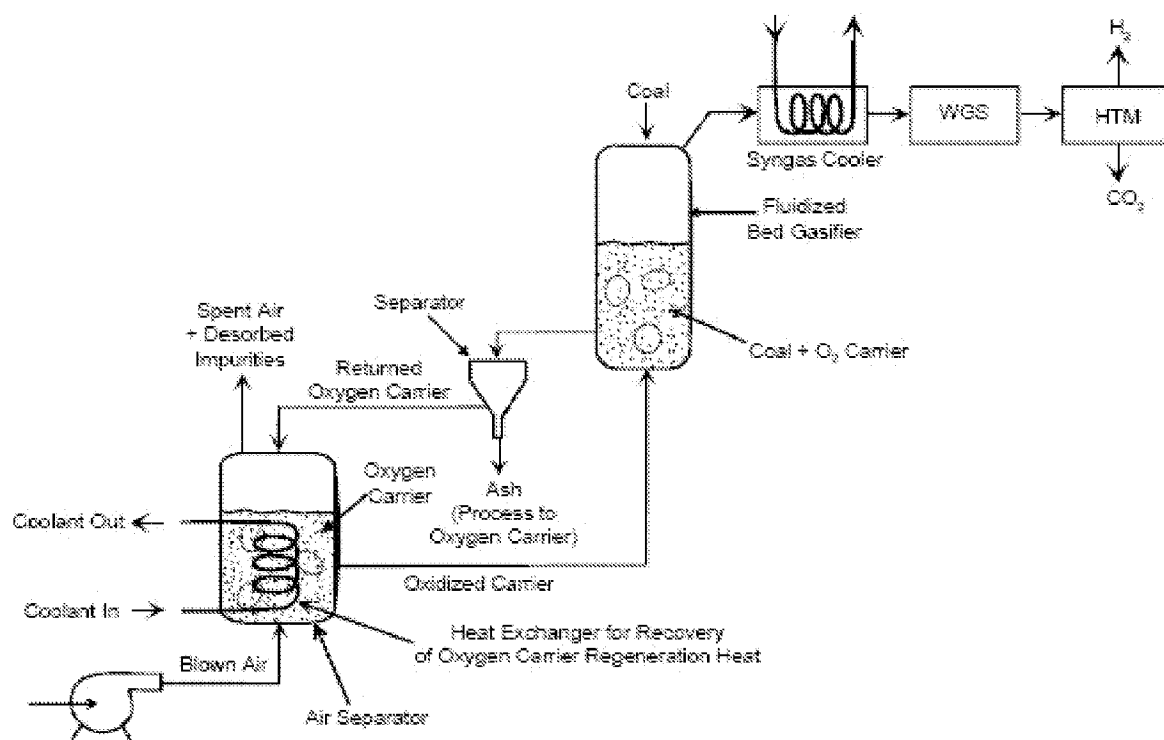 H₂
Coal
WGS
HTM
Syngas Cooler
CO₂
Fluidized
Bed Gasifier
Separator
Spent Air
+ Desorbed
Impurities
Coal + O₂ Carrier
Returned
Oxygen Carrier
Oxygen
Carrier
Ash
(Process to
Oxygen Carrier)
Coolant Out
Oxidized Carrier
Coolant In
Heat Exchanger for Recovery
of Oxygen Carrier Regeneration Heat
Blown Air
Air Separator